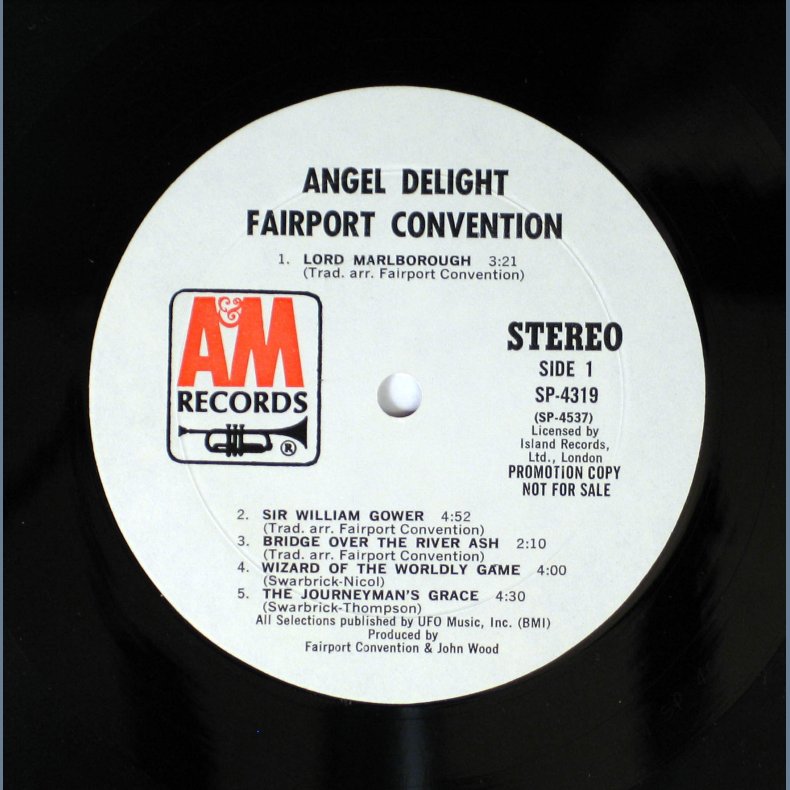 ANGEL DELIGHT
FAIRPORT CONVENTION
1. LORD MARLBOROUGH 3:21
(Trad. arr. Fairport Convention)
A&M
RECORDS
®
STEREO
SIDE 1
SP-4319
(SP-4537)
Licensed by
Island Records,
Ltd., London
PROMOTION COPY
NOT FOR SALE
2. SIR WILLIAM GOWER 4:52
(Trad. arr. Fairport Convention)
3. BRIDGE OVER THE RIVER ASH 2:10
(Trad. arr. Fairport Convention)
4. WIZARD OF THE WORLDLY GAME 4:00
(Swarbrick-Nicol)
5. THE JOURNEYMAN'S GRACE 4:30
(Swarbrick-Thompson)
All Selections published by UFO Music, Inc. (BMI)
Produced by
Fairport Convention & John Wood